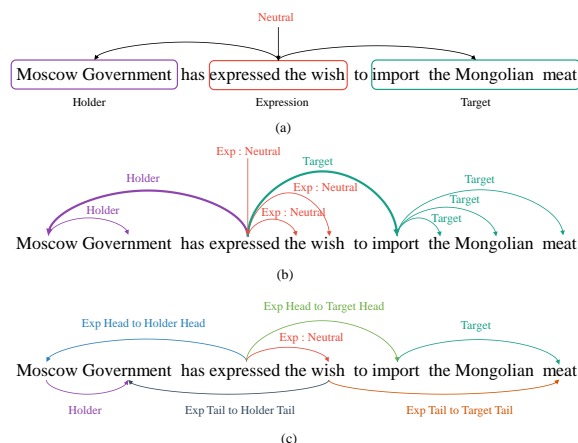 Neutral
Moscow Government has expressed the wish to import the Mongolian meat
Holder Expression Target
(a)
Exp : Neutral
Target
Holder
Exp : Neutral
Target
Holder
Target
Exp : Neutral
Target
Moscow Government has expressed the wish to import the Mongolian meat
(b)
Exp Head to Target Head
Exp Head to Holder Head
Exp : Neutral
Target
Moscow Government has expressed the wish to import the Mongolian meat
Holder Exp Tail to Holder Tail Exp Tail to Target Tail
(c)